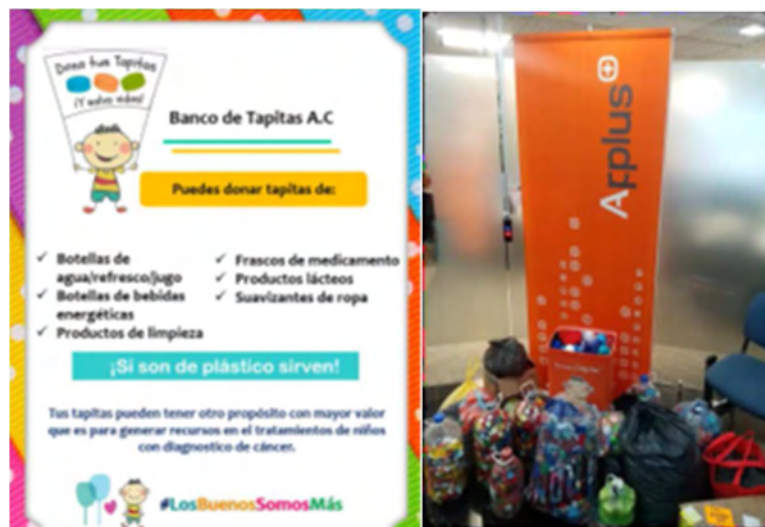 Dona tus Tapitas
¡Y salva vidas!
Banco de Tapitas A.C
Puedes donar tapitas de:
✓ Botellas de
agua/refresco/jugo
✓ Botellas de bebidas
energéticas
✓ Productos de limpieza
✓ Frascos de medicamento
✓ Productos lácteos
✓ Suavizantes de ropa
¡Si son de plástico sirven!
Tus tapitas pueden tener otro propósito con mayor valor
que es para generar recursos en el tratamientos de niños
con diagnostico de cáncer.
#LosBuenosSomosMás
Applus+